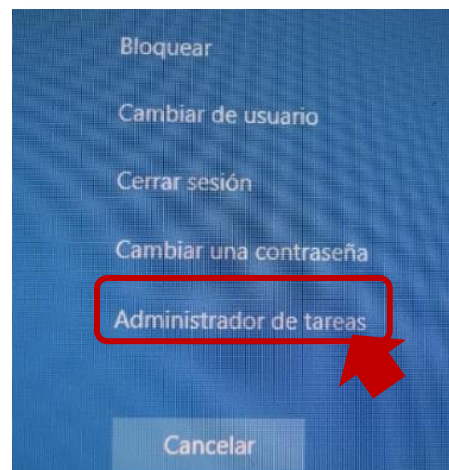 Bloquear
Cambiar de usuario
Cerrar sesión
Cambiar una contraseña
Administrador de tareas
Cancelar